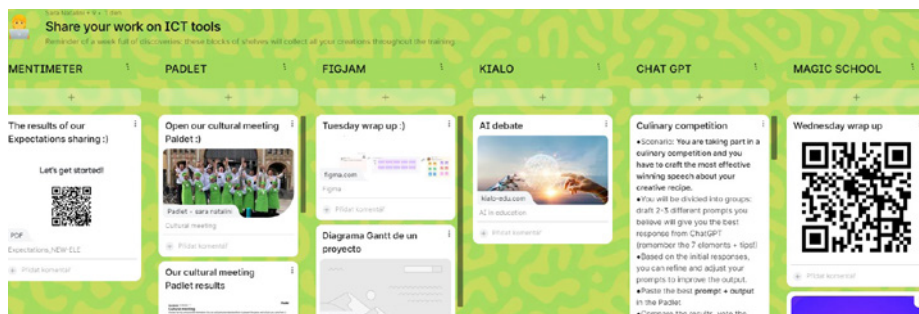 Share your work on ICT tools
Reminder of a week full of discoveries: these blocks of shelves will collect all your creations throughout the training
MENTIMETER
The results of our
Expectations sharing :)
Let's get started!
PDF
Expectations_NEW-ELE
Přidat komentář
PADLET
Open our cultural meeting
Paldet :)
Padlet - sara natalini
Cultural meeting
Přidat komentář
Our cultural meeting
Padlet results
FIGJAM
Tuesday wrap up :)
figma.com
Figma
Přidat komentář
Diagrama Gantt de un
proyecto
KIALO
AI debate
kialo-edu.com
AI in education
Přidat komentář
CHAT GPT
Culinary competition
•Scenario: You are taking part in a
culinary competition and you
have to craft the most effective
winning speech about your
creative recipe.
•You will be divided into groups:
draft 2-3 different prompts you
believe will give you the best
response from ChatGPT
(remember the 7 elements + tips!)
•Based on the initial responses,
you can refine and adjust your
prompts to improve the output.
•Paste the best prompt + output
in the Padlet
•Compare the results, vote the
MAGIC SCHOOL
Wednesday wrap up
Přidat komentář